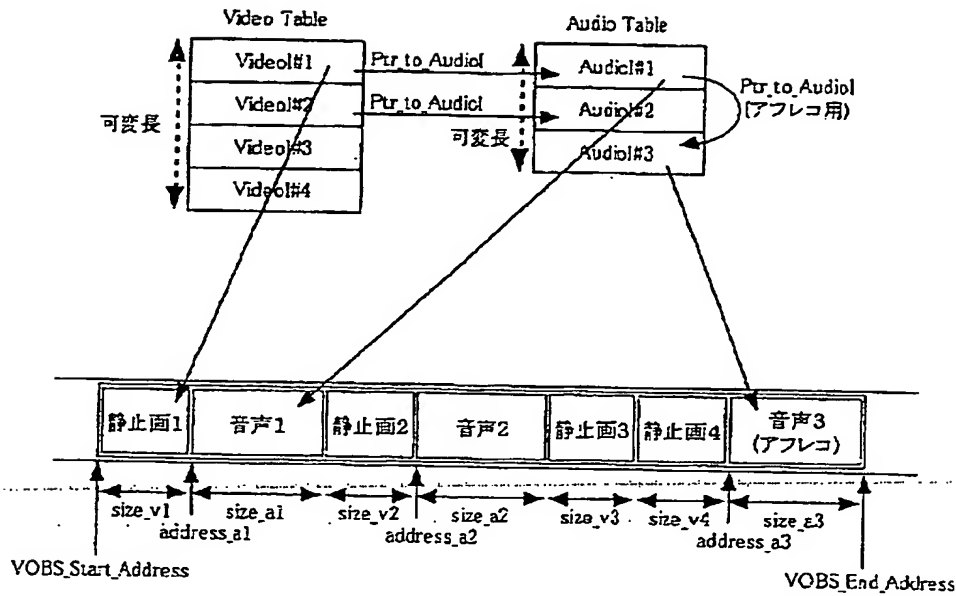 Video Table
Audio Table
VideoI#1
VideoI#2
VideoI#3
VideoI#4
可変長
Ptr_to_AudioI
Ptr_to_AudioI
AudioI#1
AudioI#2
AudioI#3
可変長
Ptr_to_AudioI
(アフレコ用)
静止画1
音声1
静止画2
音声2
静止画3
静止画4
音声3
(アフレコ)
size_v1
size_a1
size_v2
size_a2
size_v3
size_v4
size_a3
address_a1
address_a2
address_a3
VOBS_Start_Address
VOBS_End_Address